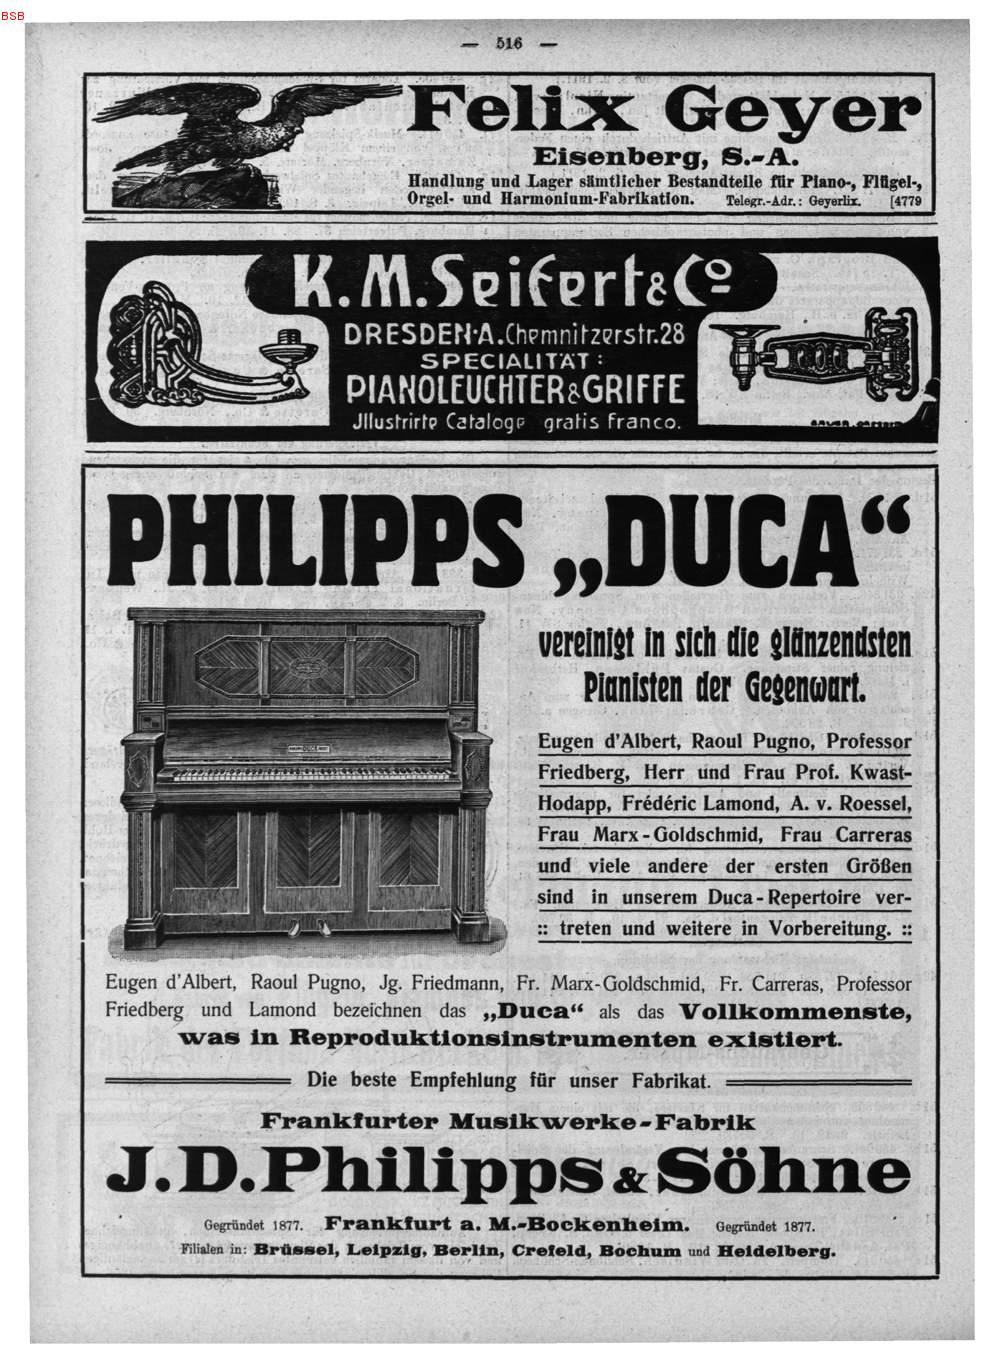 BSB
— 516 —
Felix Geyer
Eisenberg, S.-A.
Handlung und Lager sämtlicher Bestandteile für Piano-, Flügel-,
Orgel- und Harmonium-Fabrikation. Telegr.-Adr.: Geyerlix. [4779
K.M.Seifert & Co
DRESDEN-A. Chemnitzerstr.28
SPECIALITÄT:
PIANOLEUCHTER & GRIFFE
Jllustrirte Cataloge gratis franco.
PHILIPPS „DUCA“
vereinigt in sich die glänzendsten
Pianisten der Gegenwart.
DUCA
Eugen d'Albert, Raoul Pugno, Professor
Friedberg, Herr und Frau Prof. Kwast-
Hodapp, Frédéric Lamond, A. v. Roessel,
Frau Marx-Goldschmid, Frau Carreras
und viele andere der ersten Größen
sind in unserem Duca-Repertoire ver-
:: treten und weitere in Vorbereitung. ::
Eugen d'Albert, Raoul Pugno, Jg. Friedmann, Fr. Marx-Goldschmid, Fr. Carreras, Professor
Friedberg und Lamond bezeichnen das „Duca“ als das Vollkommenste,
was in Reproduktionsinstrumenten existiert.
Die beste Empfehlung für unser Fabrikat.
Frankfurter Musikwerke-Fabrik
J.D.Philipps & Söhne
Gegründet 1877. Frankfurt a. M.-Bockenheim. Gegründet 1877.
Filialen in: Brüssel, Leipzig, Berlin, Crefeld, Bochum und Heidelberg.